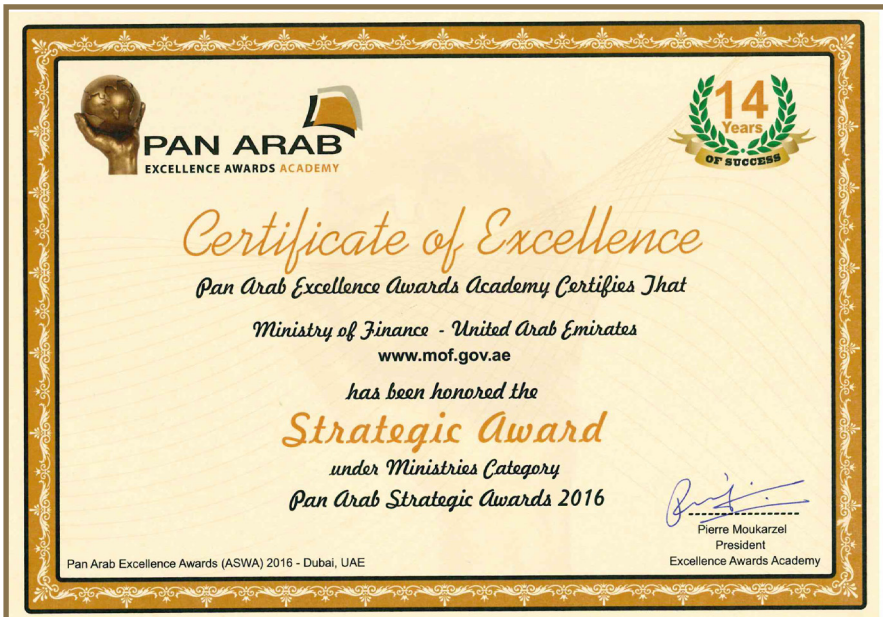 PAN ARAB
EXCELLENCE AWARDS ACADEMY
14
Years
OF SUCCESS
Certificate of Excellence
Pan Arab Excellence Awards Academy Certifies That
Ministry of Finance - United Arab Emirates
www.mof.gov.ae
has been honored the
Strategic Award
under Ministries Category
Pan Arab Strategic Awards 2016
Pierre Moukarzel
President
Excellence Awards Academy
Pan Arab Excellence Awards (ASWA) 2016 - Dubai, UAE